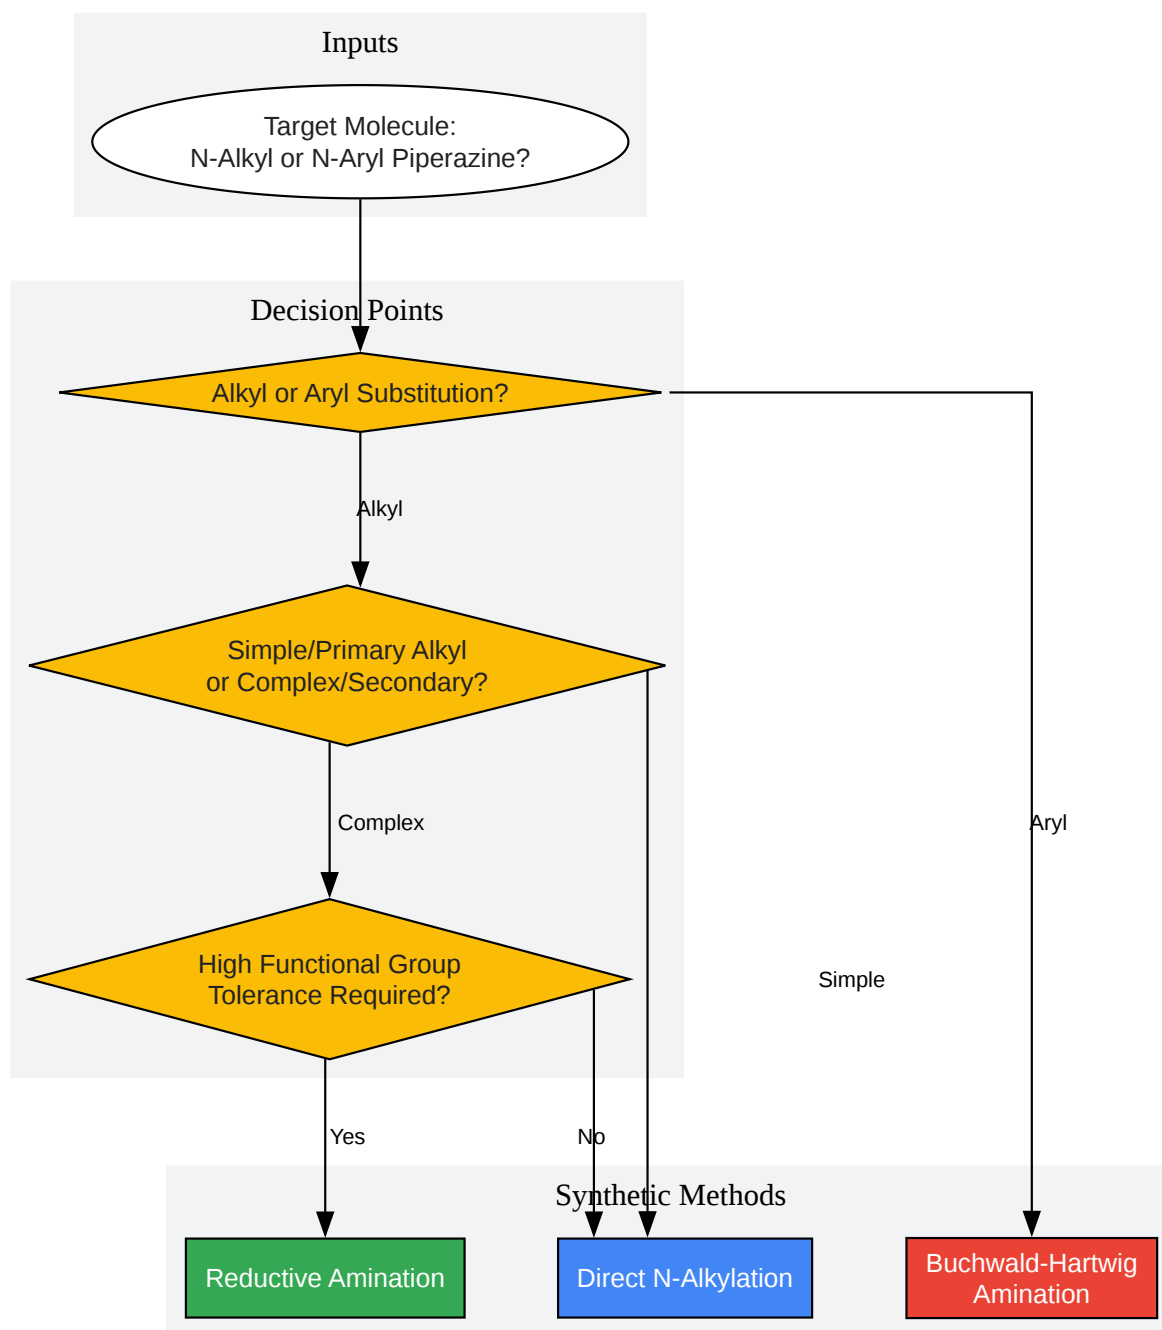 Inputs
Target Molecule:
N-Alkyl or N-Aryl Piperazine?
Decision Points
Alkyl or Aryl Substitution?
Alkyl
Simple/Primary Alkyl
or Complex/Secondary?
Complex
Aryl
High Functional Group
Tolerance Required?
Simple
Yes
No
Synthetic Methods
Reductive Amination
Direct N-Alkylation
Buchwald-Hartwig
Amination